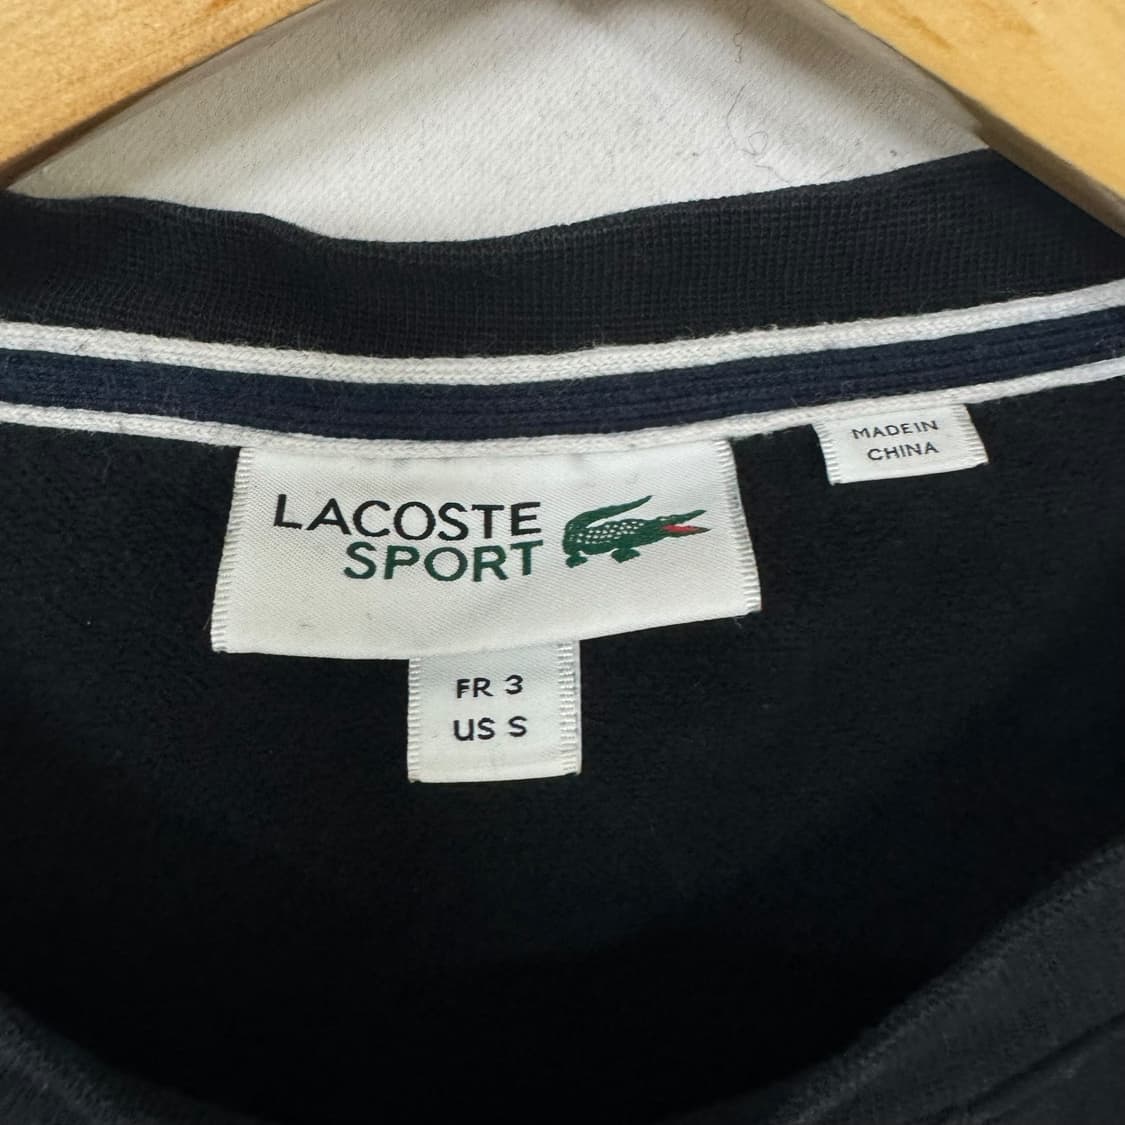 LACOSTE
SPORT
FR 3
US S
MADE IN
CHINA